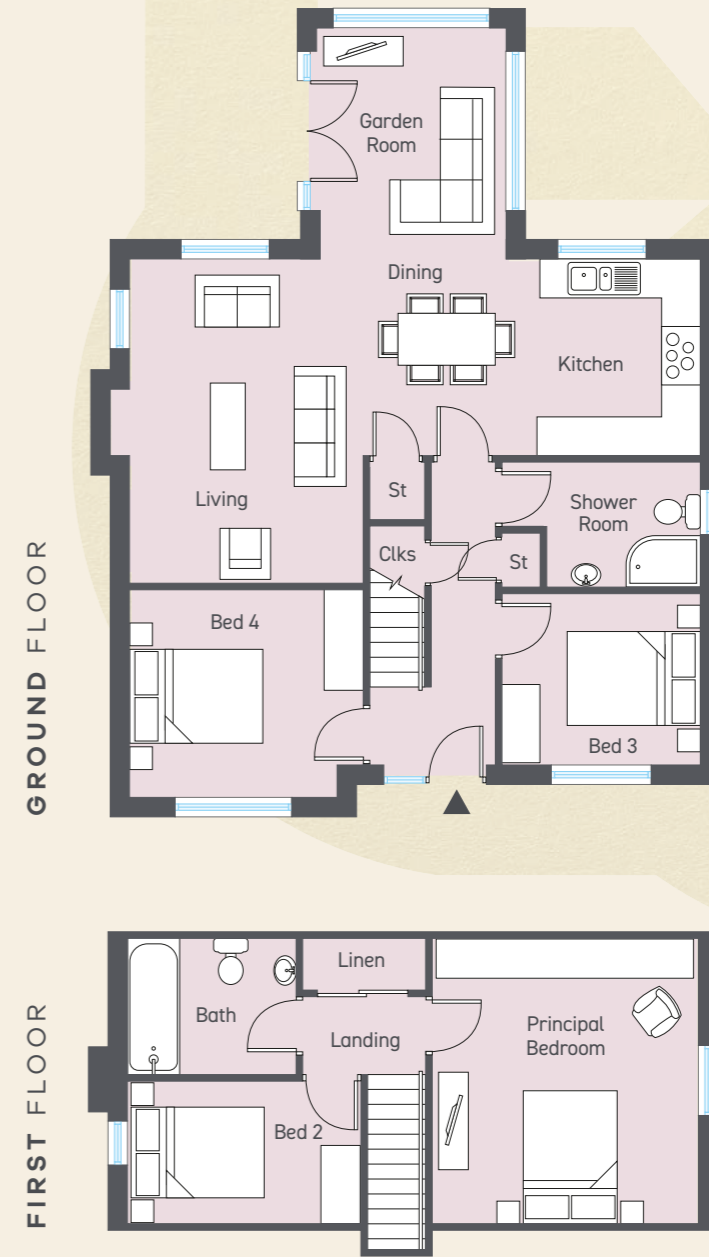 GROUND FLOOR
Garden
Room
Dining
Kitchen
Living
St
Shower
Room
Clks
St
Bed 4
Bed 3
FIRST FLOOR
Linen
Bath
Landing
Principal
Bedroom
Bed 2